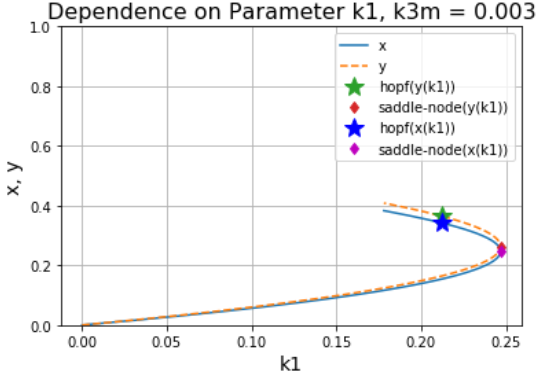 Dependence on Parameter k1, k3m = 0.003
x
y
hopf(y(k1))
saddle-node(y(k1))
hopf(x(k1))
saddle-node(x(k1))
x, y
1.0
0.8
0.6
0.4
0.2
0.0
0.00 0.05 0.10 0.15 0.20 0.25
k1